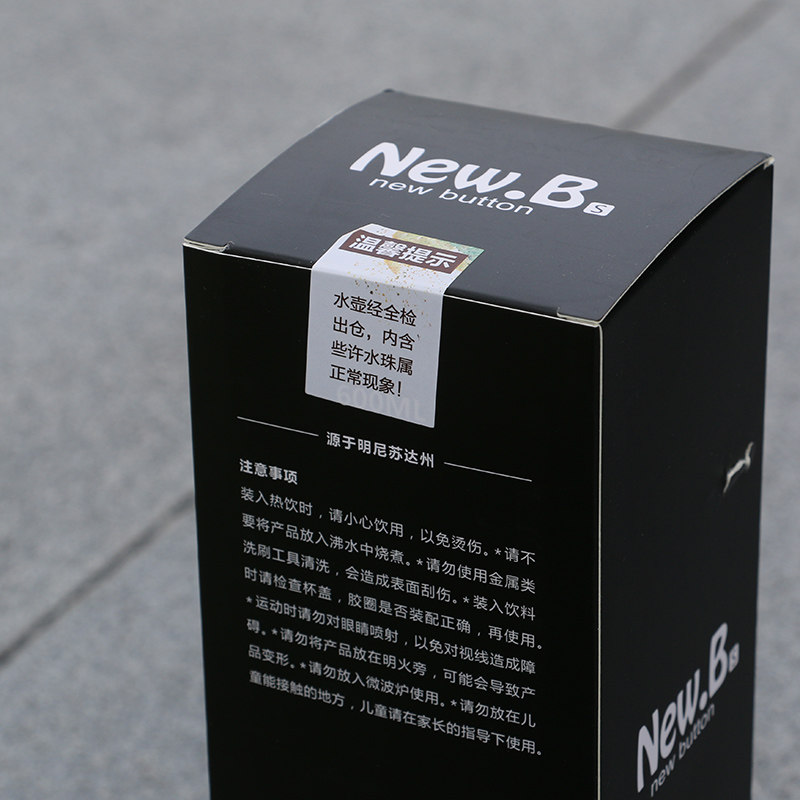 New.B S
new button
温馨提示
水壶经全检
出仓，内含
些许水珠属
正常现象！
600ML
源于明尼苏达州
注意事项
装入热饮时，请小心饮用，以免烫伤。*请不
要将产品放入沸水中烧煮。*请勿使用金属类
洗刷工具清洗，会造成表面刮伤。*装入饮料
时请检查杯盖，胶圈是否装配正确，再使用。
*运动时请勿对眼睛喷射，以免对视线造成障
碍。*请勿将产品放在明火旁，可能会导致产
品变形。*请勿放入微波炉使用。*请勿放在儿
童能接触的地方，儿童请在家长的指导下使用。
New.B S
new button